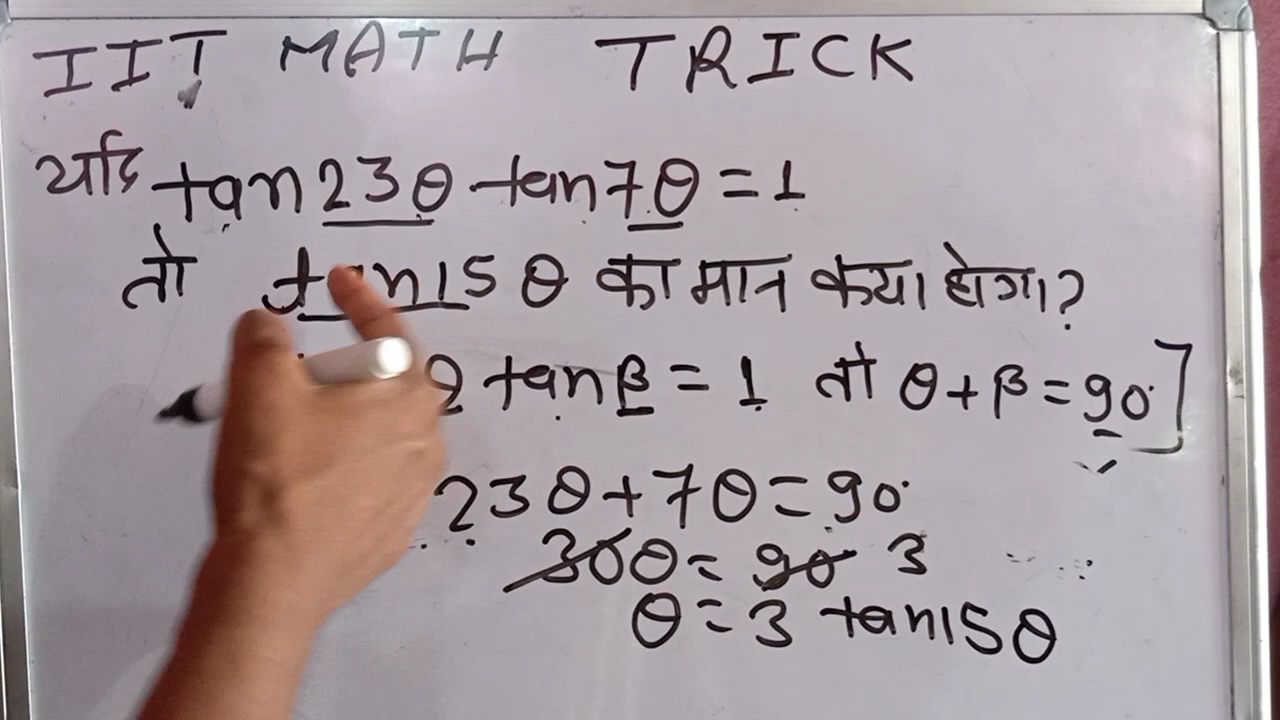 IIT MATH TRICK
यदि tan23θ tan7θ = 1
तो tan15θ का मान क्या होगा?
θ tanβ = 1 तो θ+β = 90°]
23θ+7θ=90°
30θ= 90 3
θ= 3 tan15θ